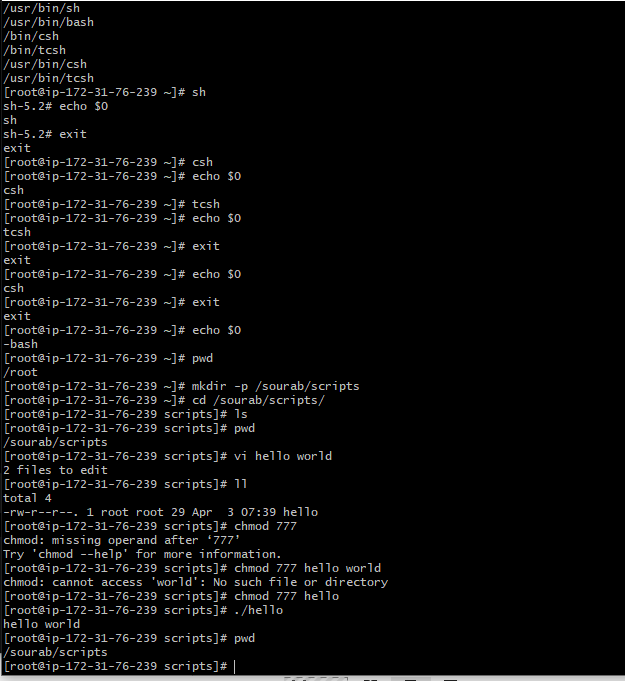 /usr/bin/sh
/usr/bin/bash
/bin/csh
/bin/tcsh
/usr/bin/csh
/usr/bin/tcsh
[root@ip-172-31-76-239 ~]# sh
sh-5.2# echo $0
sh
sh-5.2# exit
exit
[root@ip-172-31-76-239 ~]# csh
[root@ip-172-31-76-239 ~]# echo $0
csh
[root@ip-172-31-76-239 ~]# tcsh
[root@ip-172-31-76-239 ~]# echo $0
tcsh
[root@ip-172-31-76-239 ~]# exit
exit
[root@ip-172-31-76-239 ~]# echo $0
csh
[root@ip-172-31-76-239 ~]# exit
exit
[root@ip-172-31-76-239 ~]# echo $0
-bash
[root@ip-172-31-76-239 ~]# pwd
/root
[root@ip-172-31-76-239 ~]# mkdir -p /sourab/scripts
[root@ip-172-31-76-239 ~]# cd /sourab/scripts/
[root@ip-172-31-76-239 scripts]# ls
[root@ip-172-31-76-239 scripts]# pwd
/sourab/scripts
[root@ip-172-31-76-239 scripts]# vi hello world
2 files to edit
[root@ip-172-31-76-239 scripts]# ll
total 4
-rw-r--r--. 1 root root 29 Apr  3 07:39 hello
[root@ip-172-31-76-239 scripts]# chmod 777
chmod: missing operand after ‘777’
Try 'chmod --help' for more information.
[root@ip-172-31-76-239 scripts]# chmod 777 hello world
chmod: cannot access 'world': No such file or directory
[root@ip-172-31-76-239 scripts]# chmod 777 hello
[root@ip-172-31-76-239 scripts]# ./hello
hello world
[root@ip-172-31-76-239 scripts]# pwd
/sourab/scripts
[root@ip-172-31-76-239 scripts]#